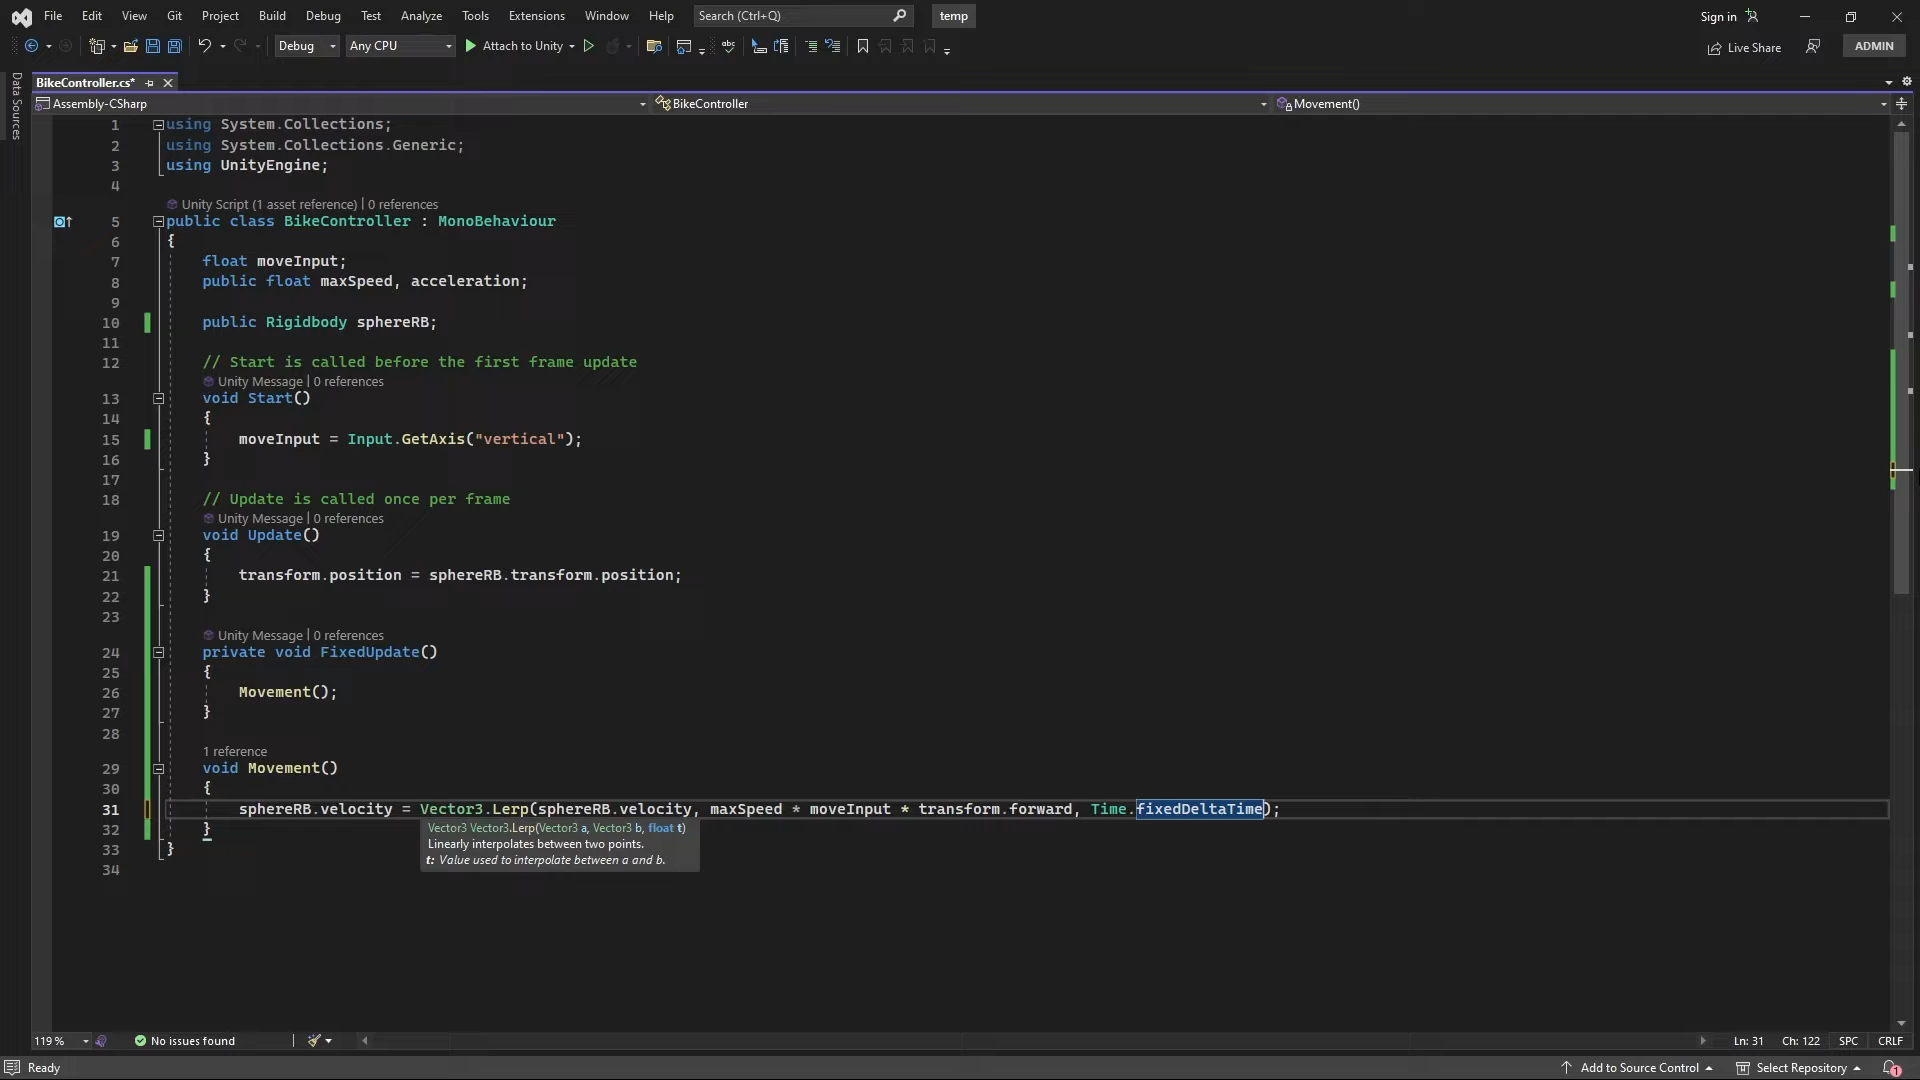 File Edit View Git Project Build Debug Test Analyze Tools Extensions Window Help Search (Ctrl+Q) temp Sign in
Debug Any CPU Attach to Unity Live Share ADMIN
Data Sources
BikeController.cs*
Assembly-CSharp BikeController Movement()
1 using System.Collections;
2 using System.Collections.Generic;
3 using UnityEngine;
4
Unity Script (1 asset reference) | 0 references
5 public class BikeController : MonoBehaviour
6 {
7 float moveInput;
8 public float maxSpeed, acceleration;
9
10 public Rigidbody sphereRB;
11
12 // Start is called before the first frame update
Unity Message | 0 references
13 void Start()
14 {
15 moveInput = Input.GetAxis("vertical");
16 }
17
18 // Update is called once per frame
Unity Message | 0 references
19 void Update()
20 {
21 transform.position = sphereRB.transform.position;
22 }
23
Unity Message | 0 references
24 private void FixedUpdate()
25 {
26 Movement();
27 }
28
1 reference
29 void Movement()
30 {
31 sphereRB.velocity = Vector3.Lerp(sphereRB.velocity, maxSpeed * moveInput * transform.forward, Time.fixedDeltaTime);
32 }
Vector3 Vector3.Lerp(Vector3 a, Vector3 b, float t)
Linearly interpolates between two points.
t: Value used to interpolate between a and b.
33 }
34
119 % No issues found Ln: 31 Ch: 122 SPC CRLF
Ready Add to Source Control Select Repository 1